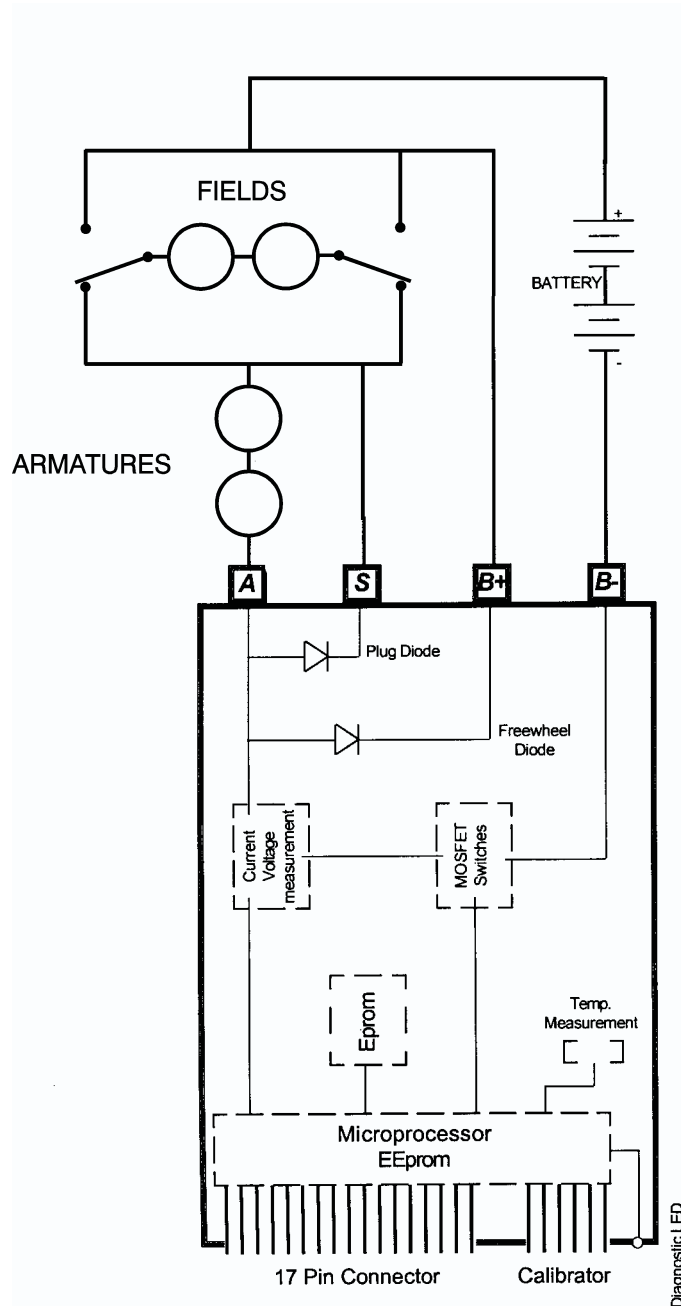 FIELDS
+
BATTERY
-
ARMATURES
A
S
B+
B-
Plug Diode
Freewheel
Diode
Current
Voltage
measurement
MOSFET
Switches
Eprom
Temp.
Measurement
Microprocessor
EEprom
17 Pin Connector
Calibrator
Diagnostic LED